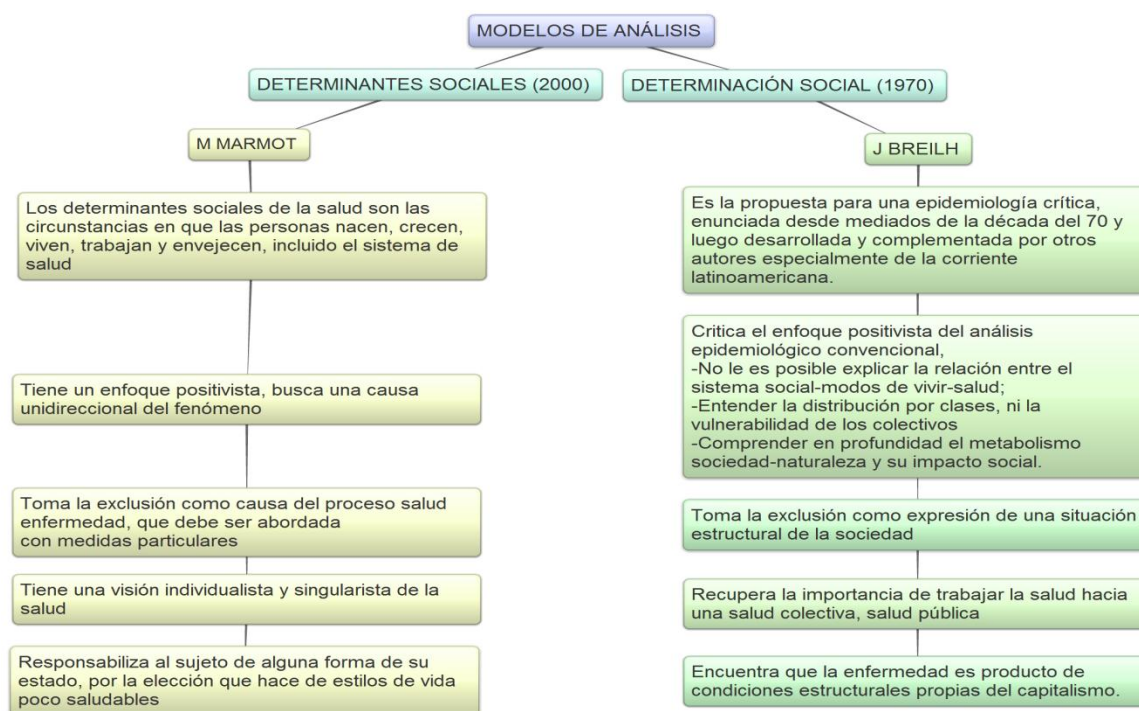 MODELOS DE ANÁLISIS
DETERMINANTES SOCIALES (2000)
DETERMINACIÓN SOCIAL (1970)
M MARMOT
Los determinantes sociales de la salud son las
circunstancias en que las personas nacen, crecen,
viven, trabajan y envejecen, incluido el sistema de
salud
Tiene un enfoque positivista, busca una causa
unidireccional del fenómeno
Toma la exclusión como causa del proceso salud
enfermedad, que debe ser abordada
con medidas particulares
Tiene una visión individualista y singularista de la
salud
Responsabiliza al sujeto de alguna forma de su
estado, por la elección que hace de estilos de vida
poco saludables
J BREILH
Es la propuesta para una epidemiología crítica,
enunciada desde mediados de la década del 70 y
luego desarrollada y complementada por otros
autores especialmente de la corriente
latinoamericana.
Critica el enfoque positivista del análisis
epidemiológico convencional,
-No le es posible explicar la relación entre el
sistema social-modos de vivir-salud;
-Entender la distribución por clases, ni la
vulnerabilidad de los colectivos
-Comprender en profundidad el metabolismo
sociedad-naturaleza y su impacto social.
Toma la exclusión como expresión de una situación
estructural de la sociedad
Recupera la importancia de trabajar la salud hacia
una salud colectiva, salud pública
Encuentra que la enfermedad es producto de
condiciones estructurales propias del capitalismo.